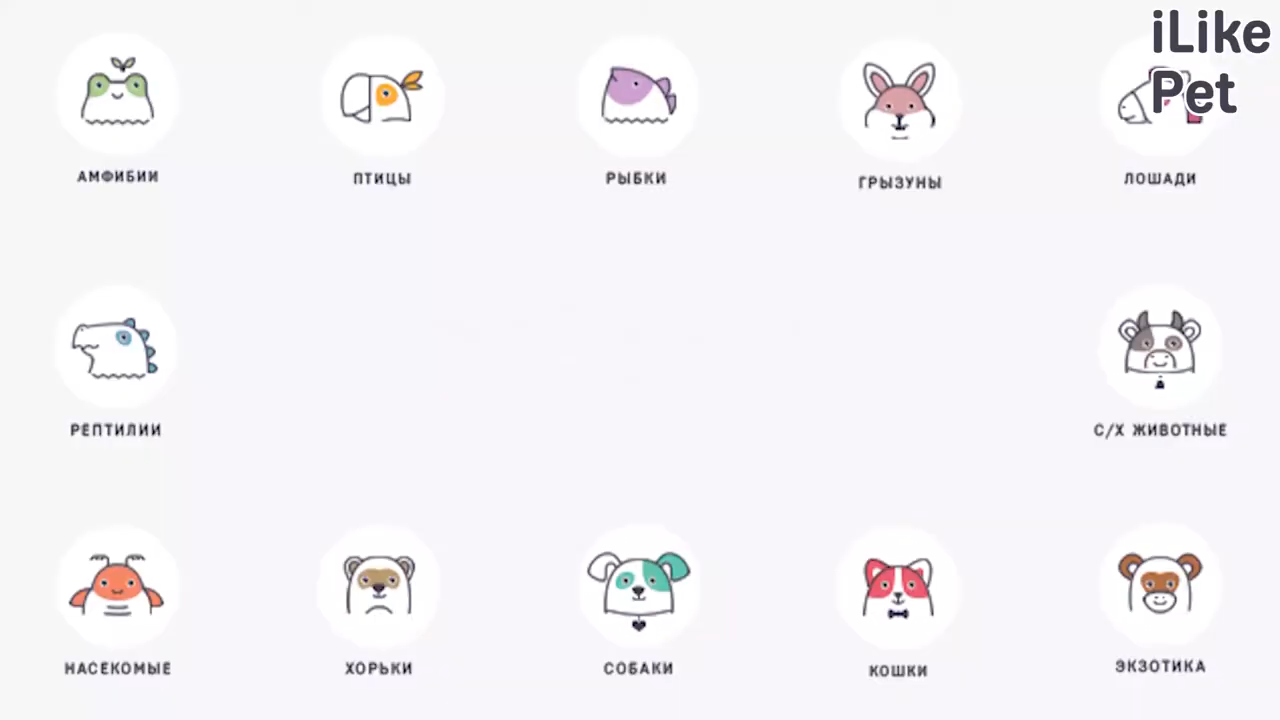 iLike
Pet
АМФИБИИ
ПТИЦЫ
РЫБКИ
ГРЫЗУНЫ
ЛОШАДИ
РЕПТИЛИИ
С/Х ЖИВОТНЫЕ
НАСЕКОМЫЕ
ХОРЬКИ
СОБАКИ
КОШКИ
ЭКЗОТИКА